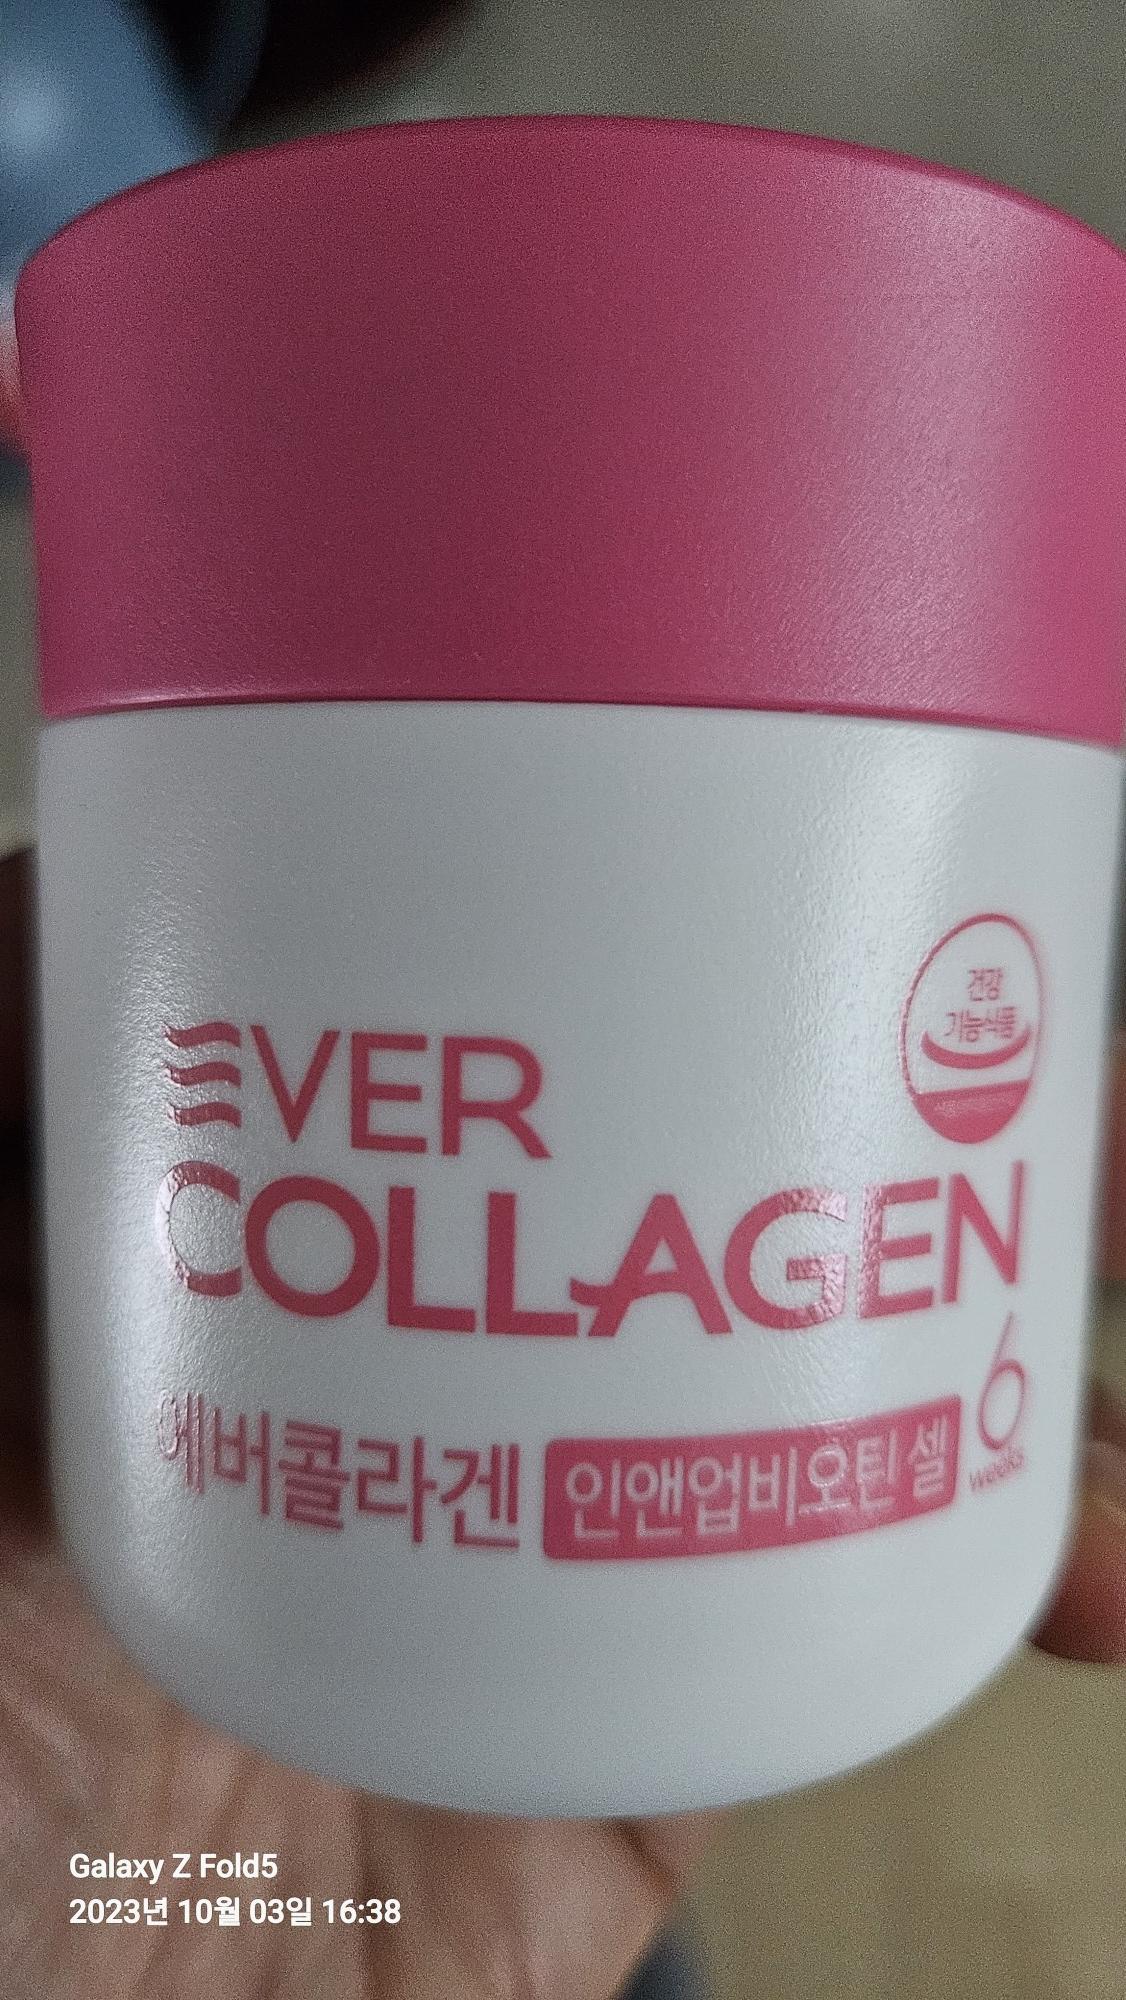 건강
기능식품
EVER
COLLAGEN
에버콜라겐 인앤업비오틴 셀
6
weeks
Galaxy Z Fold5
2023년 10월 03일 16:38